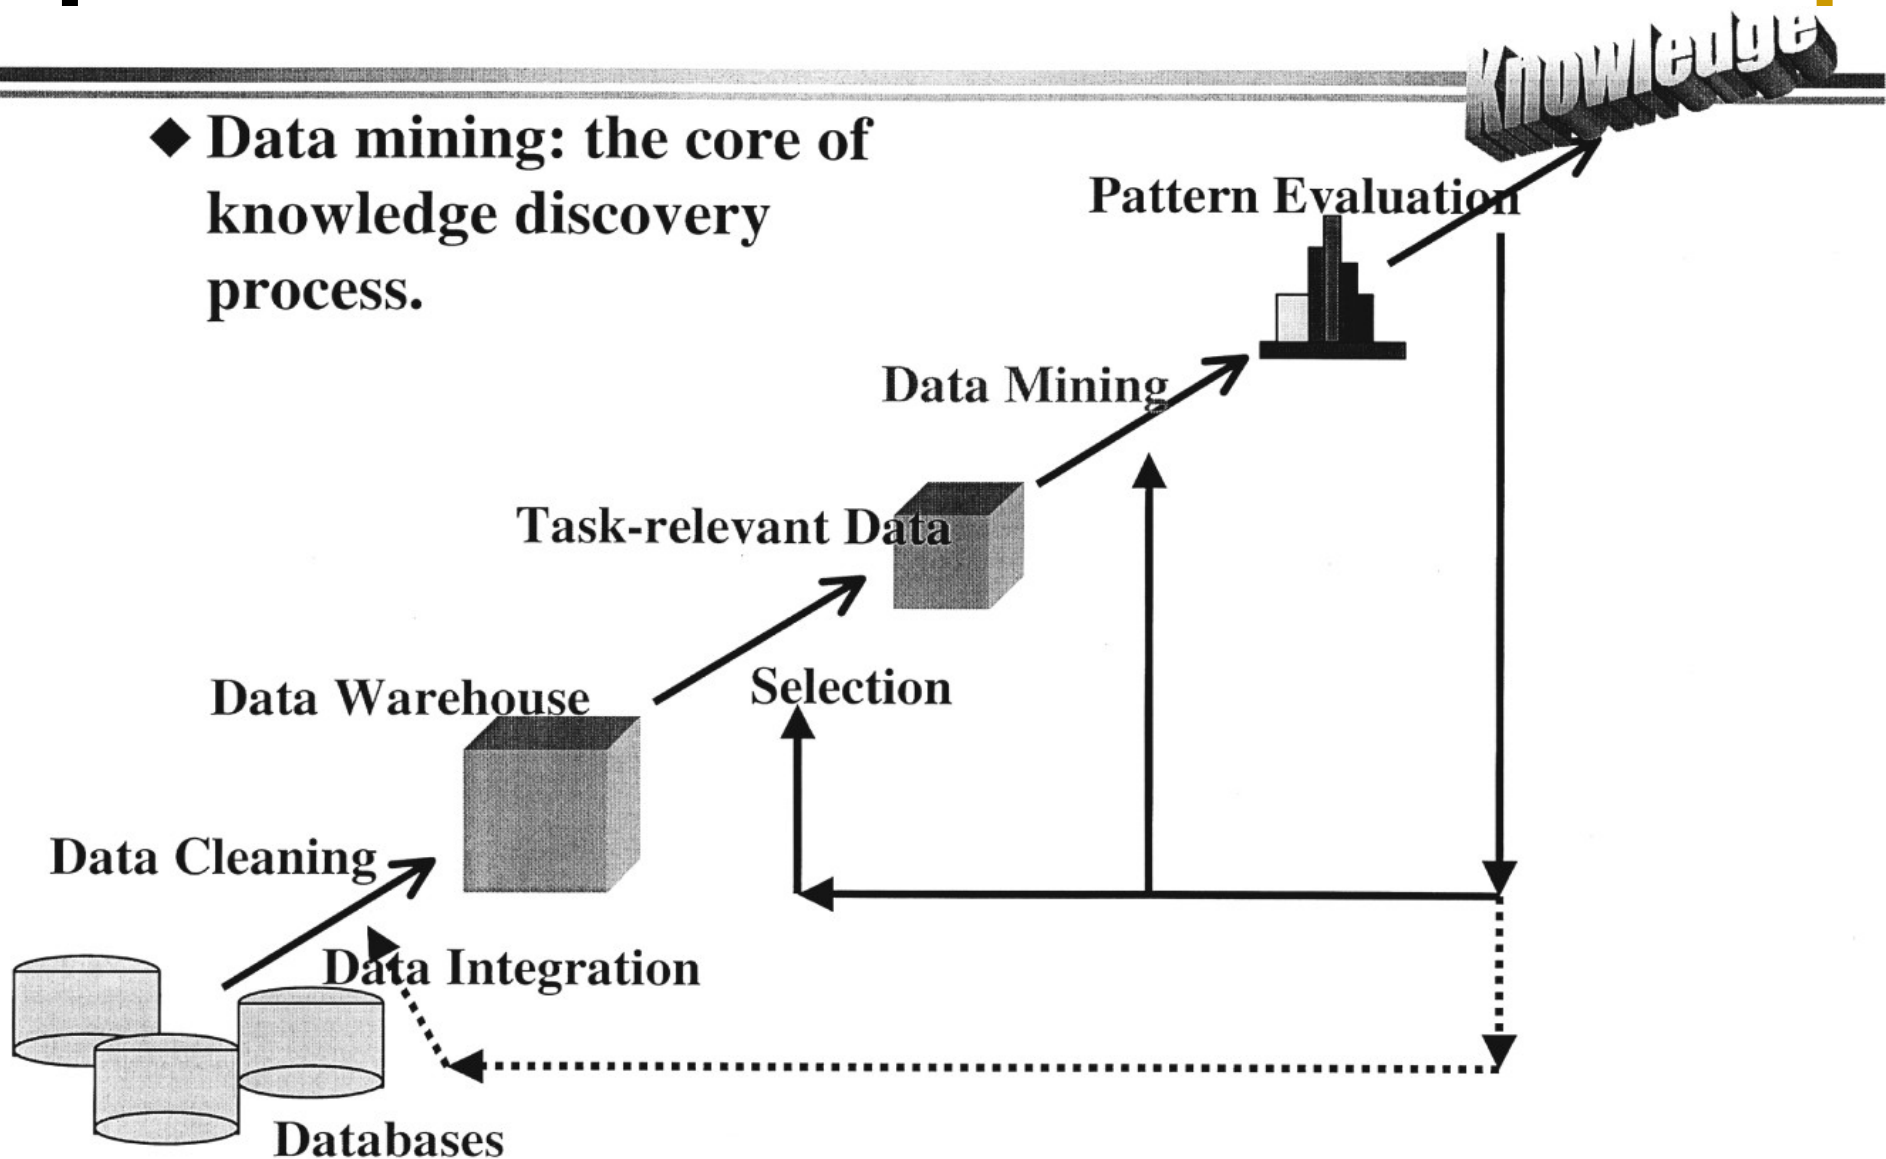 Knowledge
◆ Data mining: the core of
knowledge discovery
process.
Pattern Evaluation
Data Mining
Task-relevant Data
Selection
Data Warehouse
Data Cleaning
Data Integration
Databases